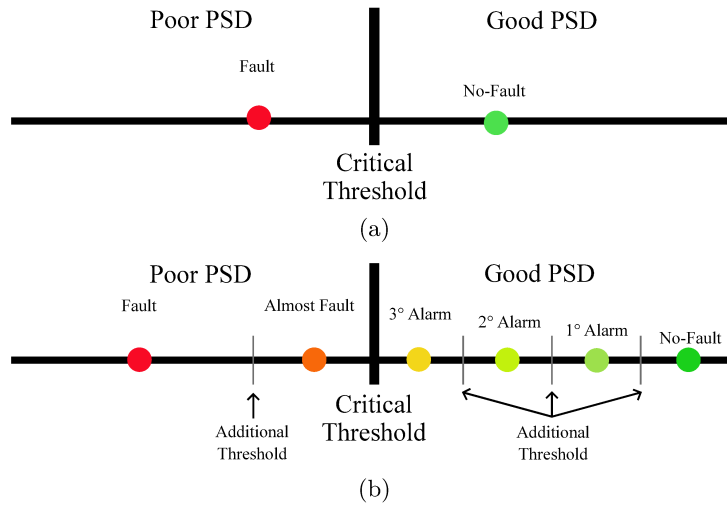 Poor PSD
Good PSD
Fault
No-Fault
Critical
Threshold
(a)
Poor PSD
Good PSD
Fault
Almost Fault
3° Alarm
2° Alarm
1° Alarm
No-Fault
Additional
Threshold
Critical
Threshold
Additional
Threshold
(b)